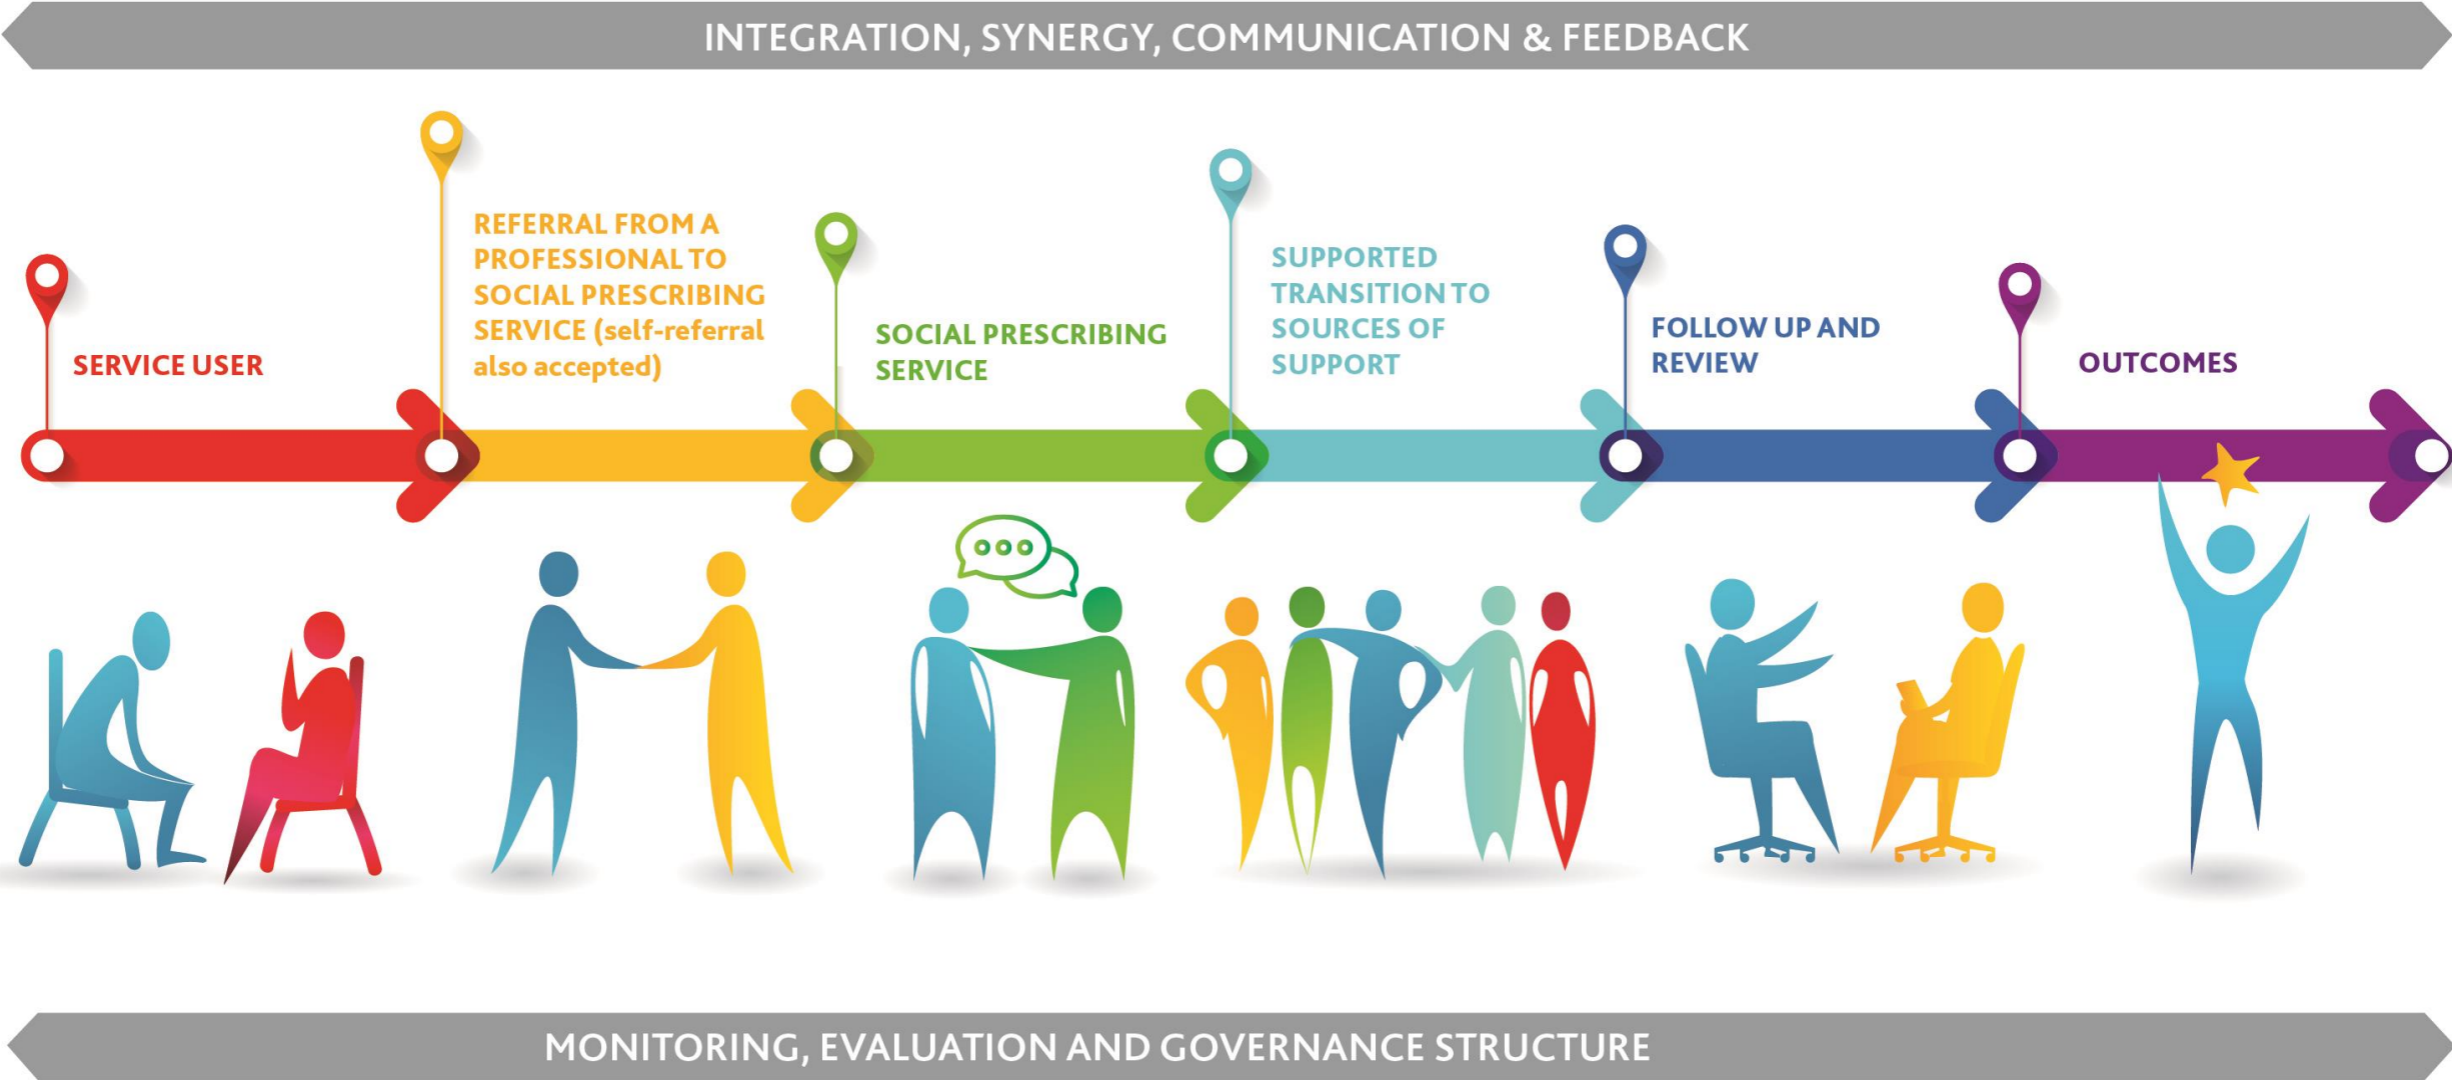 INTEGRATION, SYNERGY, COMMUNICATION & FEEDBACK
SERVICE USER
REFERRAL FROM A
PROFESSIONAL TO
SOCIAL PRESCRIBING
SERVICE (self-referral
also accepted)
SOCIAL PRESCRIBING
SERVICE
SUPPORTED
TRANSITION TO
SOURCES OF
SUPPORT
FOLLOW UP AND
REVIEW
OUTCOMES
MONITORING, EVALUATION AND GOVERNANCE STRUCTURE